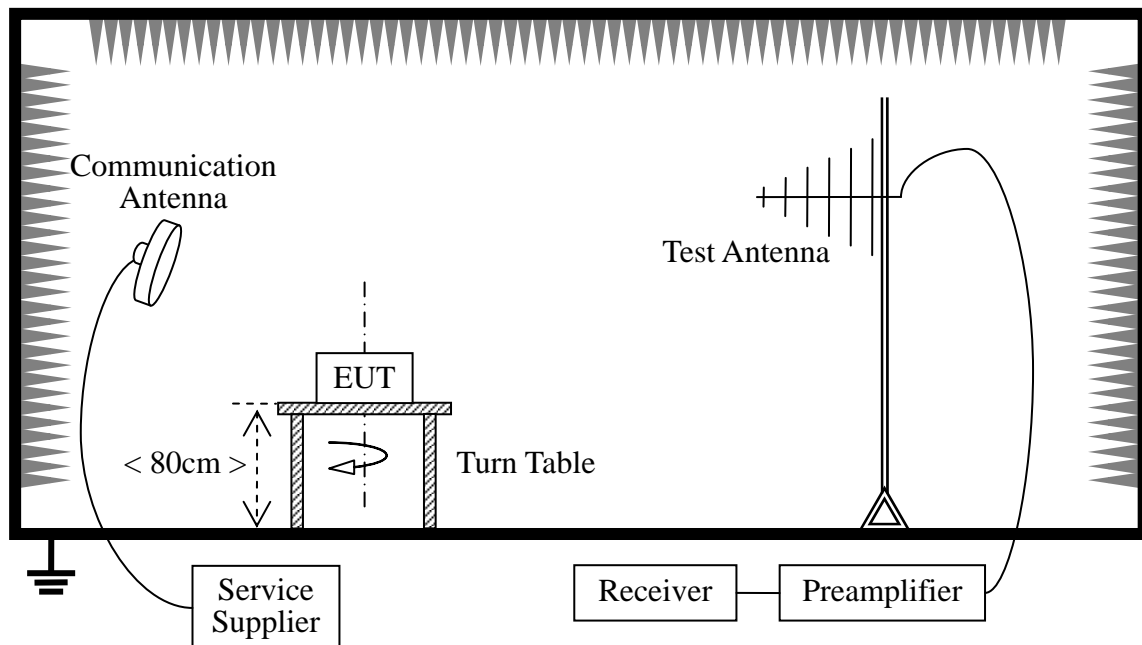 Communication
Antenna
Test Antenna
EUT
< 80cm >
Turn Table
Service
Supplier
Receiver
Preamplifier